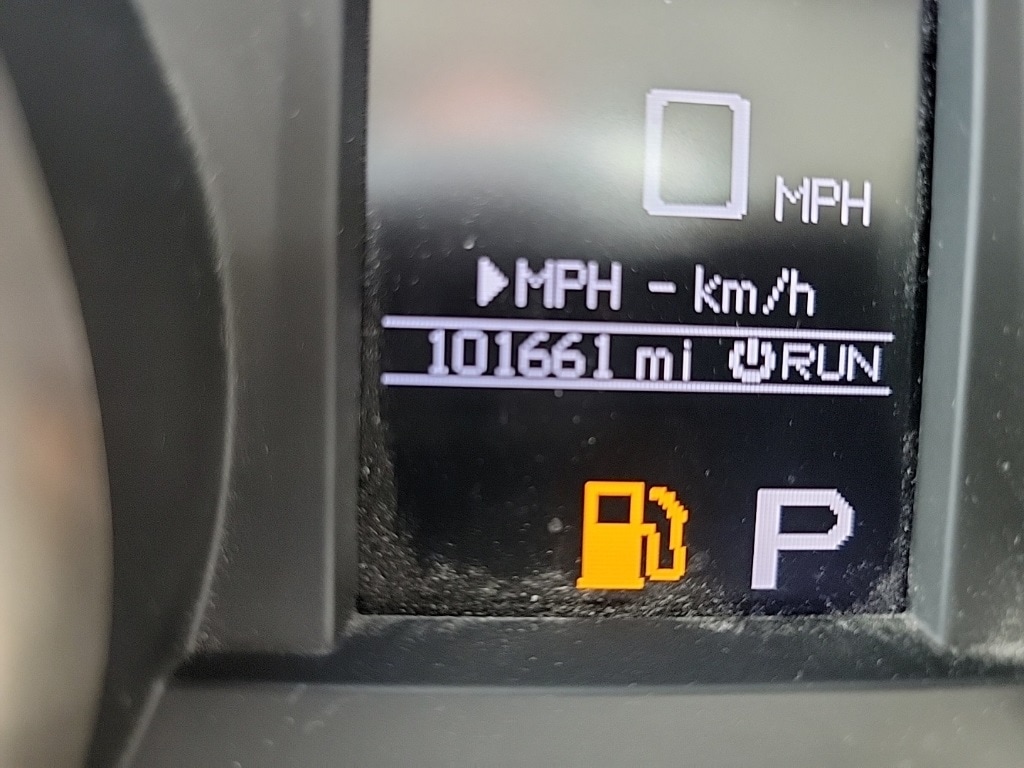 0 MPH
▶MPH - km/h
101661 mi RUN
P